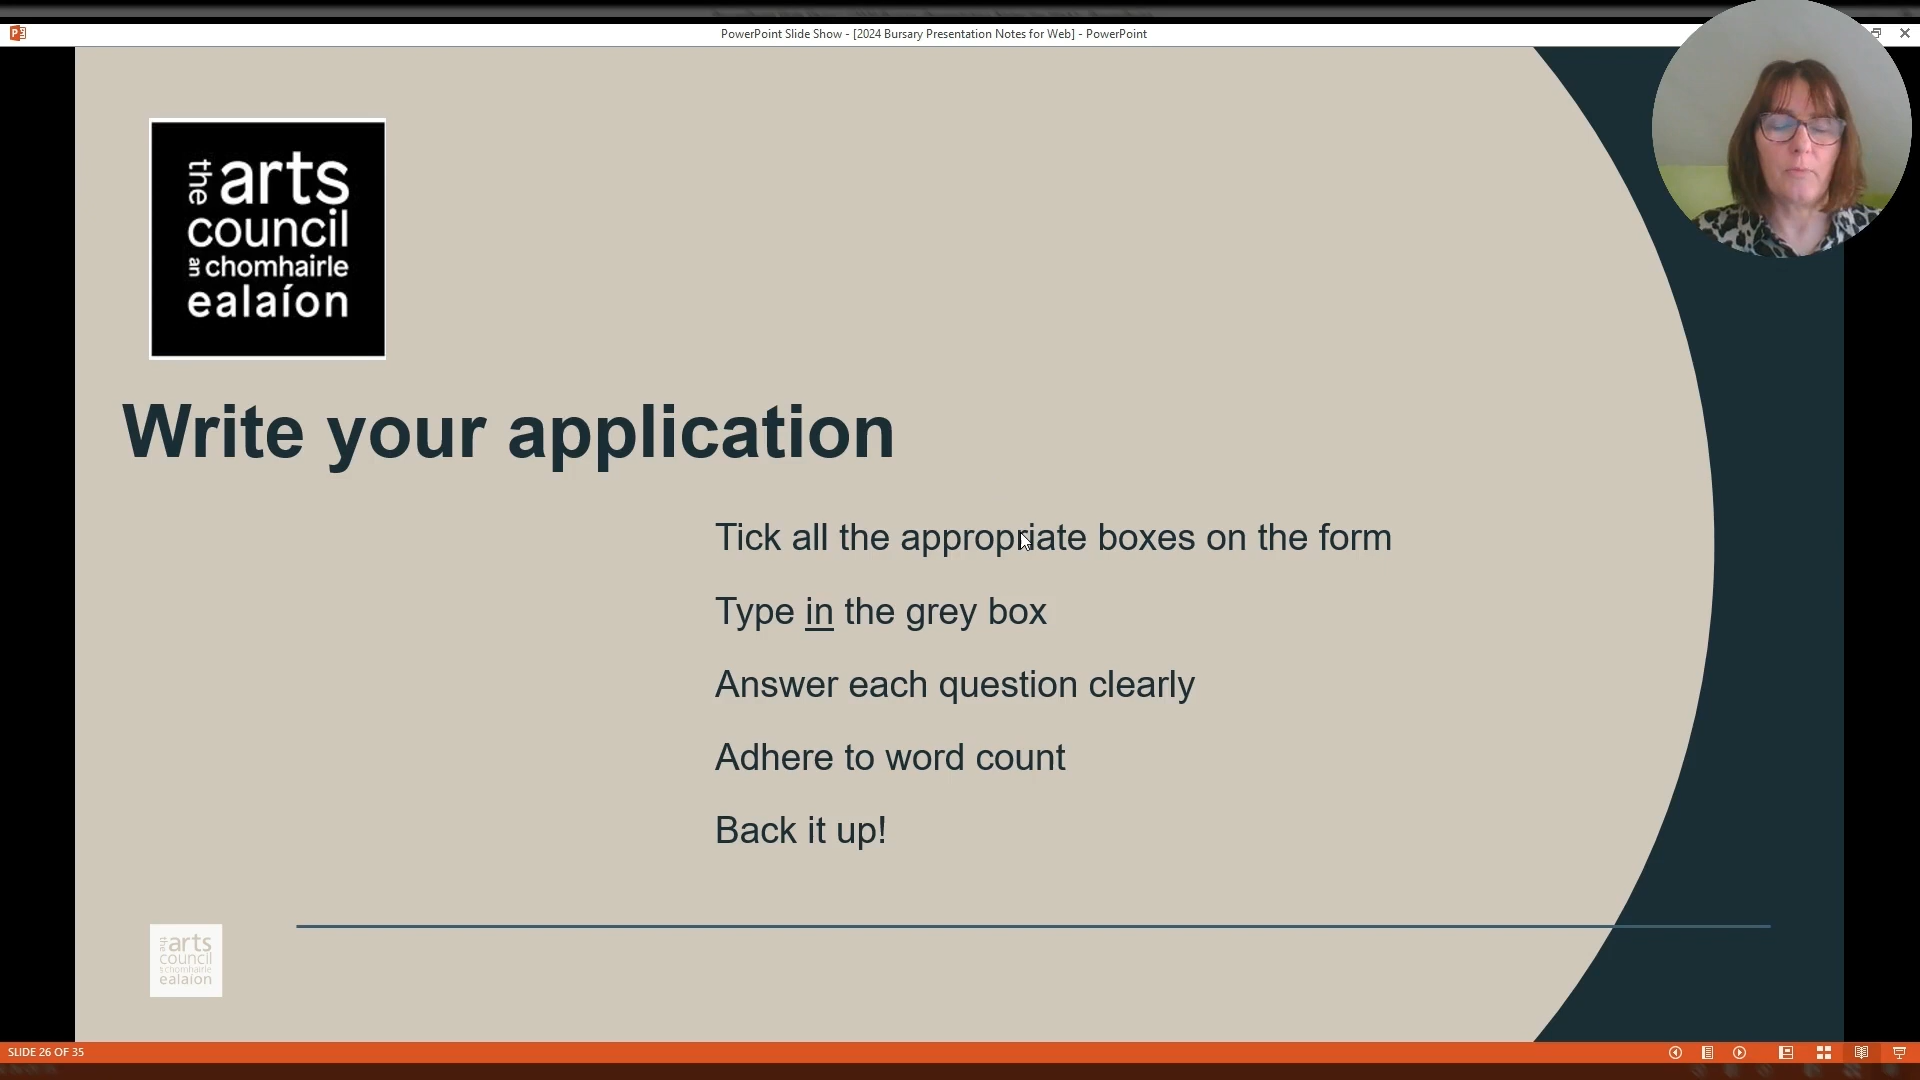 PowerPoint Slide Show - [2024 Bursary Presentation Notes for Web] - PowerPoint
the arts
council
an chomhairle
ealaíon
Write your application
Tick all the appropriate boxes on the form
Type in the grey box
Answer each question clearly
Adhere to word count
Back it up!
the arts
council
chomhairle
ealaíon
SLIDE 26 OF 35